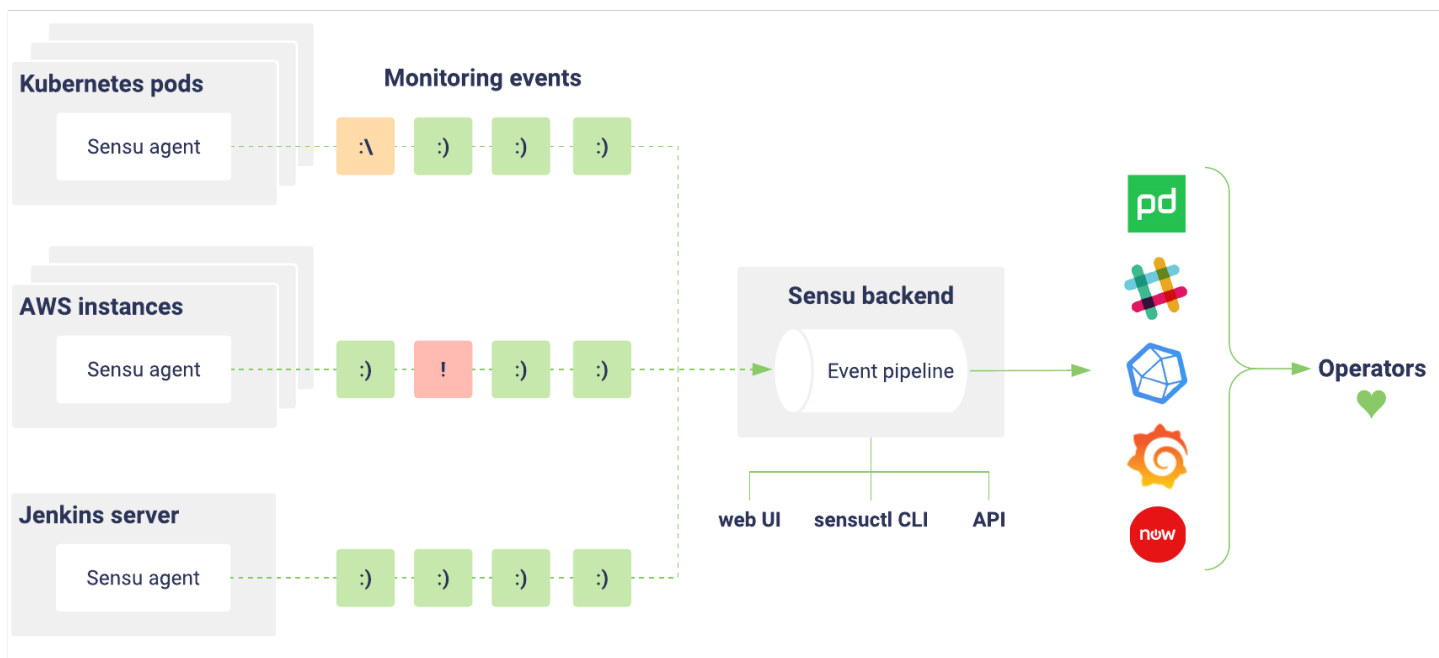 Kubernetes pods
Sensu agent
Monitoring events
:\ :) :) :)
AWS instances
Sensu agent
:) ! :) :)
Jenkins server
Sensu agent
:) :) :) :)
Sensu backend
Event pipeline
web UI
sensuctl CLI
API
pd
now
Operators